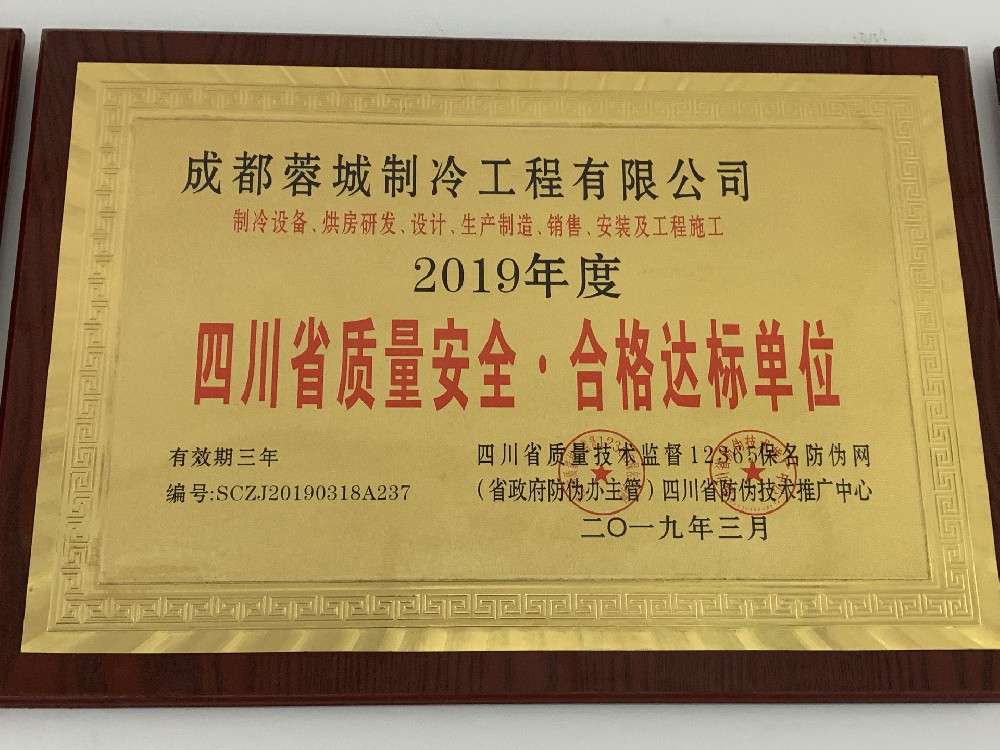 成都蓉城制冷工程有限公司
制冷设备、烘房研发、设计、生产制造、销售、安装及工程施工
2019年度
四川省质量安全·合格达标单位
有效期三年
编号:SCZJ20190318A237
四川省质量技术监督12365保名防伪网
(省政府防伪办主管)四川省防伪技术推广中心
二〇一九年三月